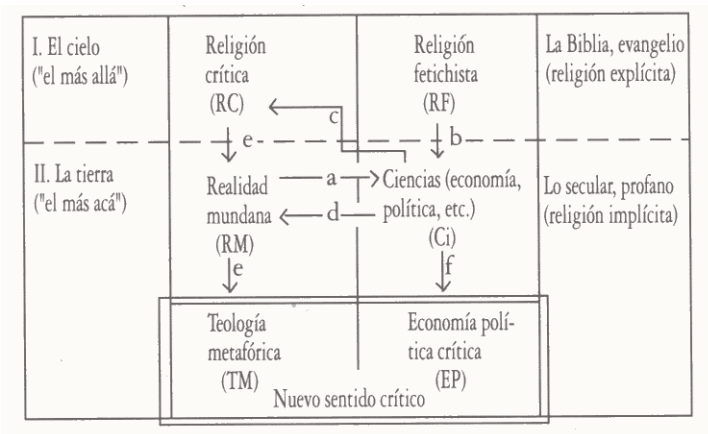 I. El cielo
("el más allá")
Religión
crítica
(RC)
Religión
fetichista
(RF)
La Biblia, evangelio
(religión explícita)
c
e
b
II. La tierra
("el más acá")
Realidad
mundana
(RM)
a
d
Ciencias (economía,
política, etc.)
(Ci)
Lo secular, profano
(religión implícita)
e
f
Teología
metafórica
(TM)
Economía polí-
tica crítica
(EP)
Nuevo sentido crítico